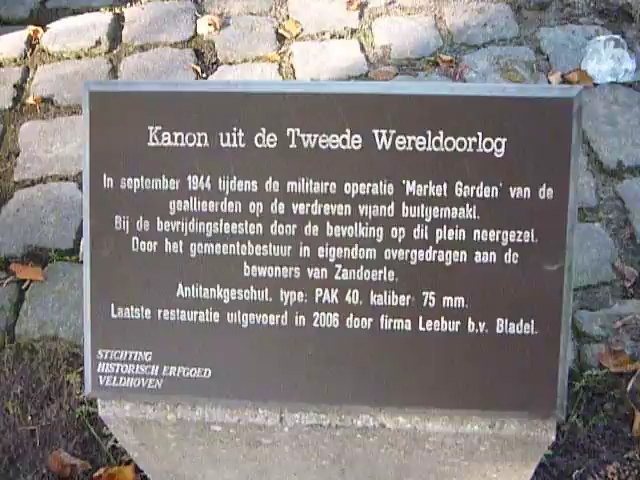 Kanon uit de Tweede Wereldoorlog
In september 1944 tijdens de militaire operatie 'Market Garden' van de
geallieerden op de verdreven vijand buitgemaakt.
Bij de bevrijdingsfeesten door de bevolking op dit plein neergezet.
Door het gemeentebestuur in eigendom overgedragen aan de
bewoners van Zandoerle.
Antitankgeschut, type: PAK 40, kaliber: 75 mm.
Laatste restauratie uitgevoerd in 2006 door firma Leebur b.v. Bladel.
STICHTING
HISTORISCH ERFGOED
VELDHOVEN